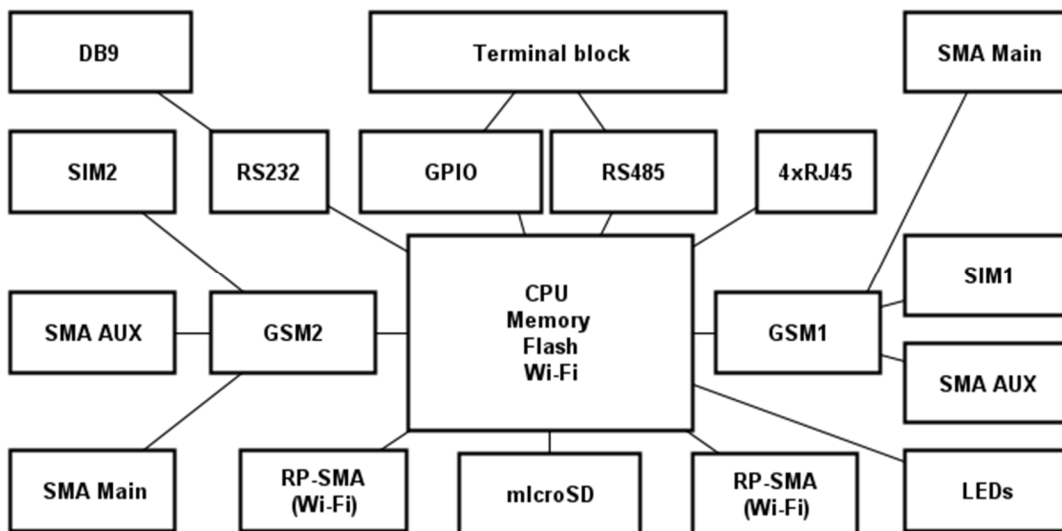 DB9
Terminal block
SMA Main
SIM2
RS232
GPIO
RS485
4xRJ45
SIM1
SMA AUX
GSM2
CPU
Memory
Flash
Wi-Fi
GSM1
SMA AUX
SMA Main
RP-SMA
(Wi-Fi)
mIcroSD
RP-SMA
(Wi-Fi)
LEDs